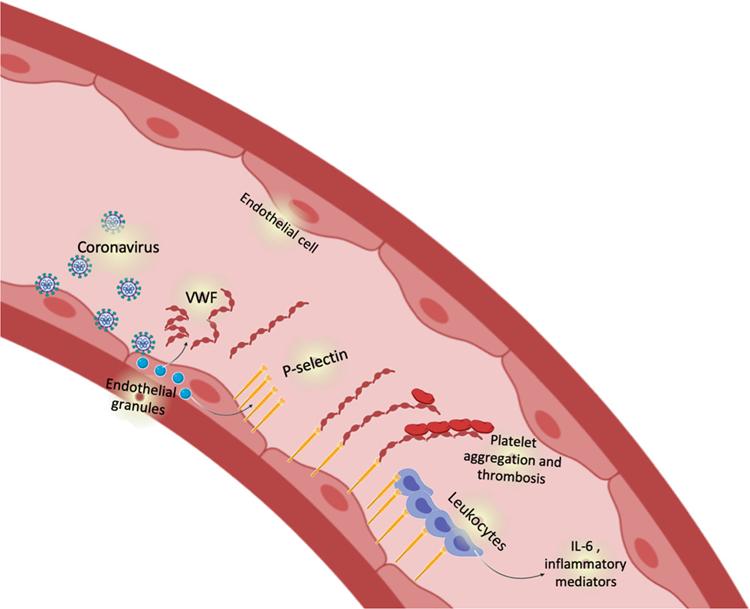 Endothelial cell
Coronavirus
VWF
P-selectin
Endothelial
granules
Platelet
aggregation and
thrombosis
Leukocytes
IL-6 ,
inflammatory
mediators